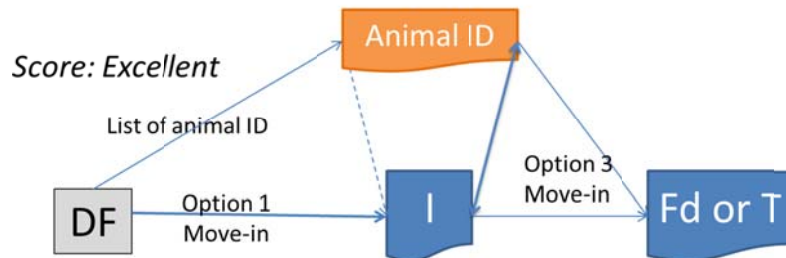 Animal ID
Score: Excellent
List of animal ID
DF
Option 1
Move-in
I
Option 3
Move-in
Fd or T